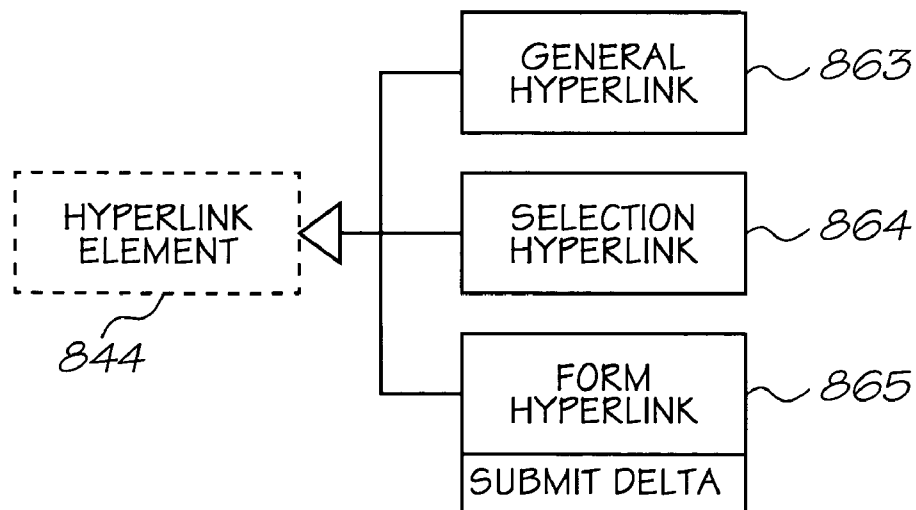 GENERAL
HYPERLINK
863
HYPERLINK
ELEMENT
844
SELECTION
HYPERLINK
864
FORM
HYPERLINK
865
SUBMIT DELTA